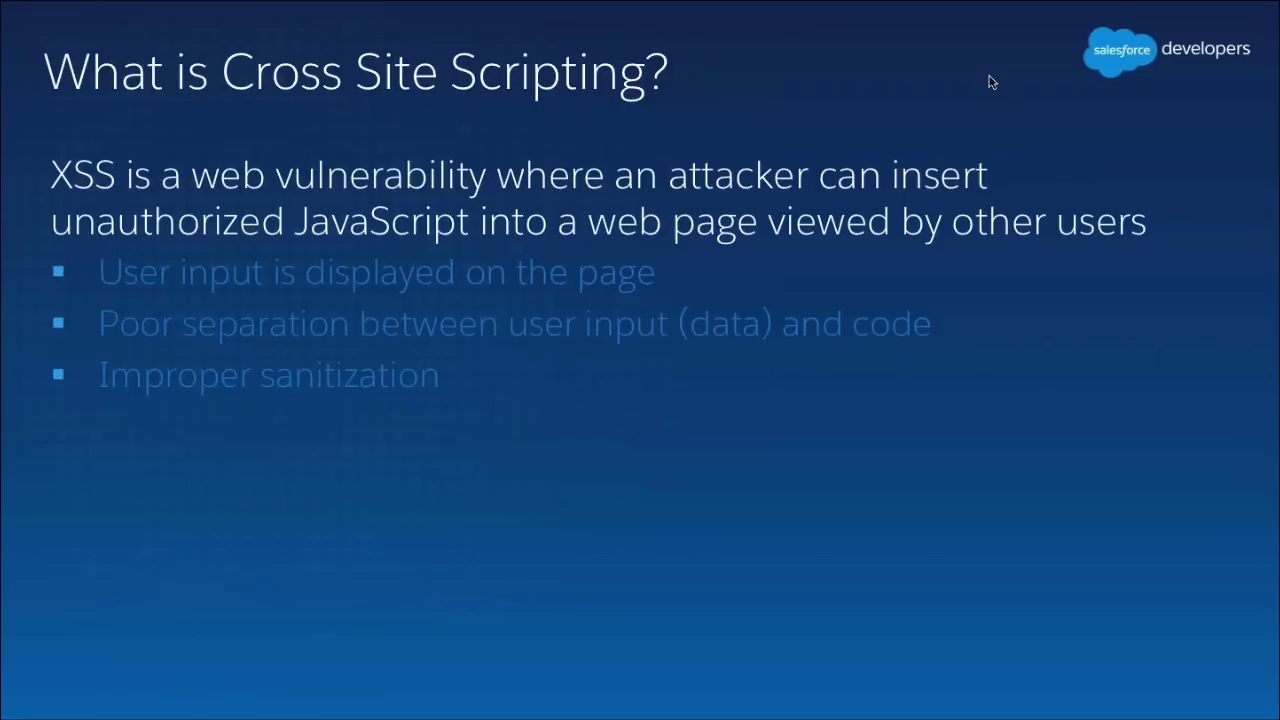 What is Cross Site Scripting?
salesforce developers
XSS is a web vulnerability where an attacker can insert
unauthorized JavaScript into a web page viewed by other users
▪ User input is displayed on the page
▪ Poor separation between user input (data) and code
▪ Improper sanitization